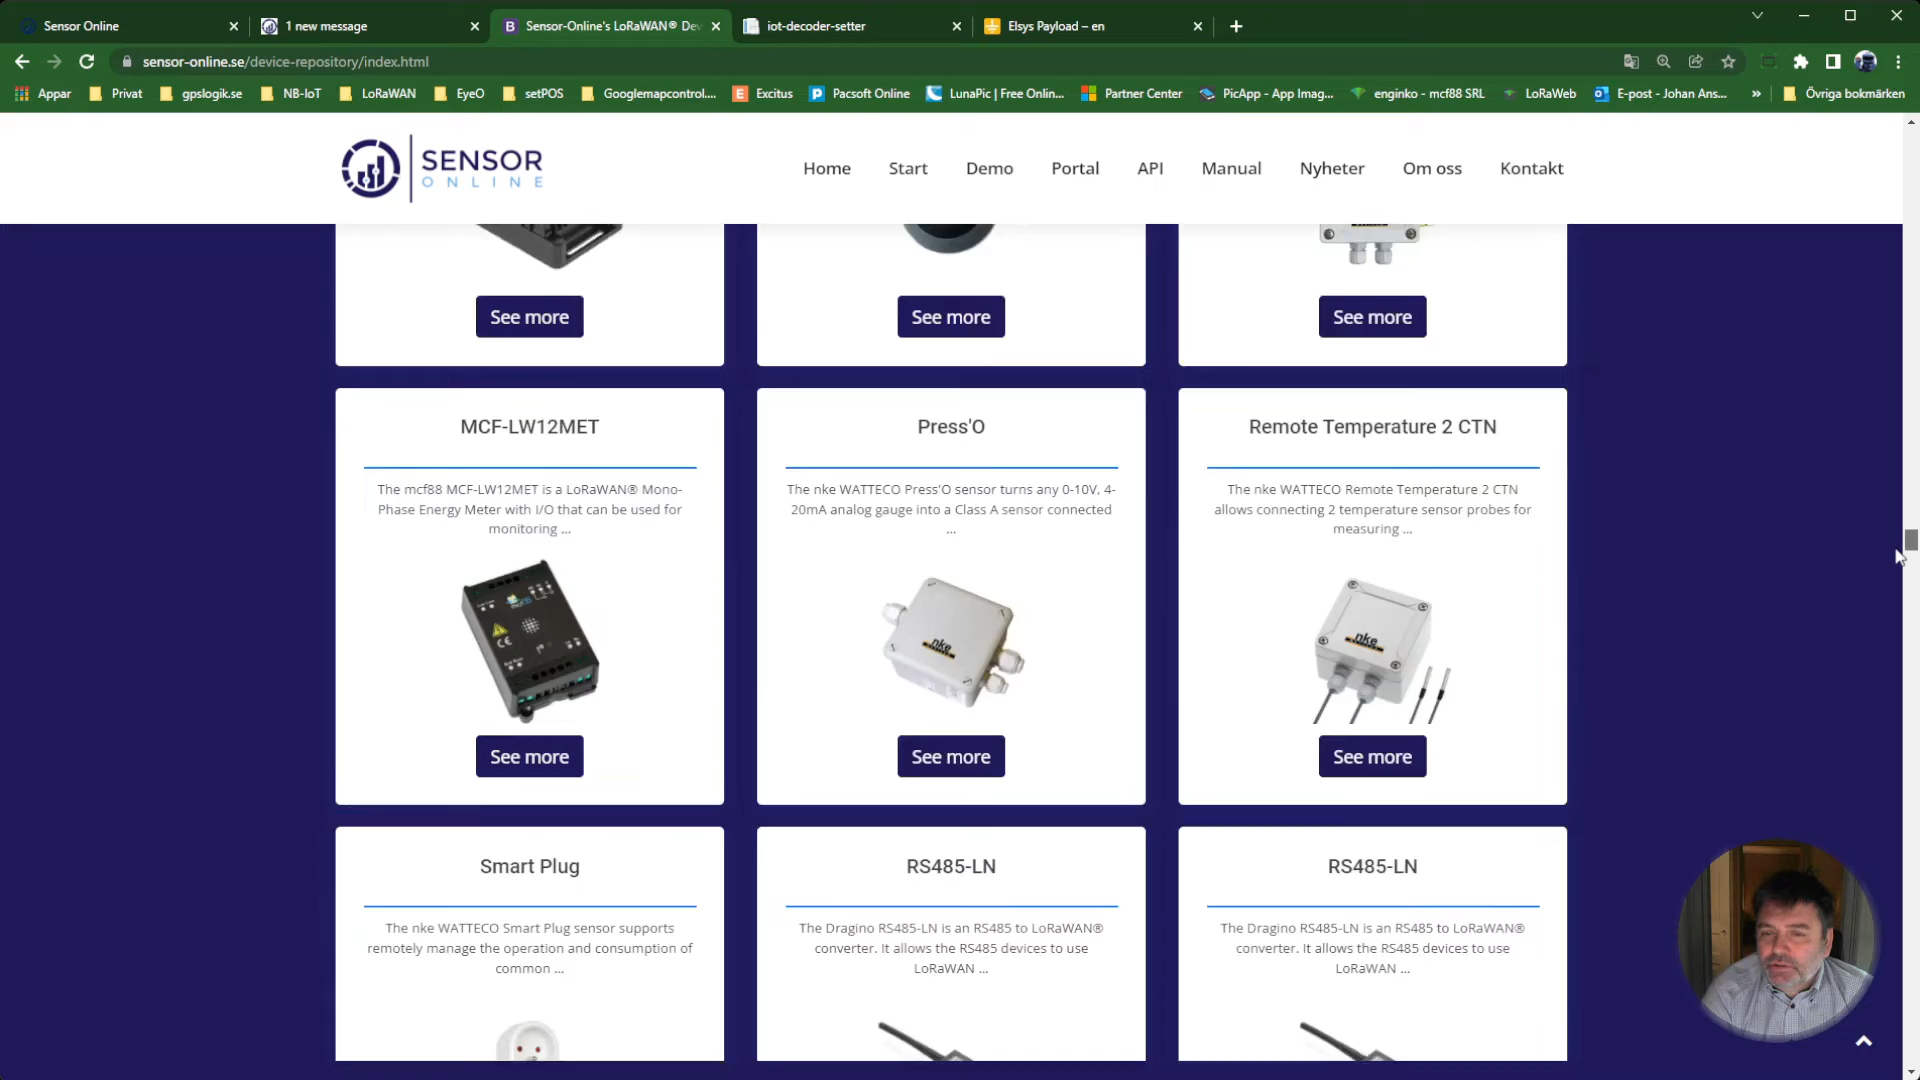 Sensor Online
1 new message
Sensor-Online's LoRaWAN® Dev
iot-decoder-setter
Elsys Payload – en
sensor-online.se/device-repository/index.html
Appar
Privat
gpslogik.se
NB-IoT
LoRaWAN
EyeO
setPOS
Googlemapcontrol....
Excitus
Pacsoft Online
LunaPic | Free Onlin...
Partner Center
PicApp - App Imag...
enginko - mcf88 SRL
LoRaWeb
E-post - Johan Ans...
»
Övriga bokmärken
SENSOR
ONLINE
Home
Start
Demo
Portal
API
Manual
Nyheter
Om oss
Kontakt
See more
See more
See more
MCF-LW12MET
The mcf88 MCF-LW12MET is a LoRaWAN® Mono-
Phase Energy Meter with I/O that can be used for
monitoring ...
See more
Press'O
The nke WATTECO Press'O sensor turns any 0-10V, 4-
20mA analog gauge into a Class A sensor connected
...
nke
See more
Remote Temperature 2 CTN
The nke WATTECO Remote Temperature 2 CTN
allows connecting 2 temperature sensor probes for
measuring ...
nke
See more
Smart Plug
The nke WATTECO Smart Plug sensor supports
remotely manage the operation and consumption of
common ...
RS485-LN
The Dragino RS485-LN is an RS485 to LoRaWAN®
converter. It allows the RS485 devices to use
LoRaWAN ...
RS485-LN
The Dragino RS485-LN is an RS485 to LoRaWAN®
converter. It allows the RS485 devices to use
LoRaWAN ...